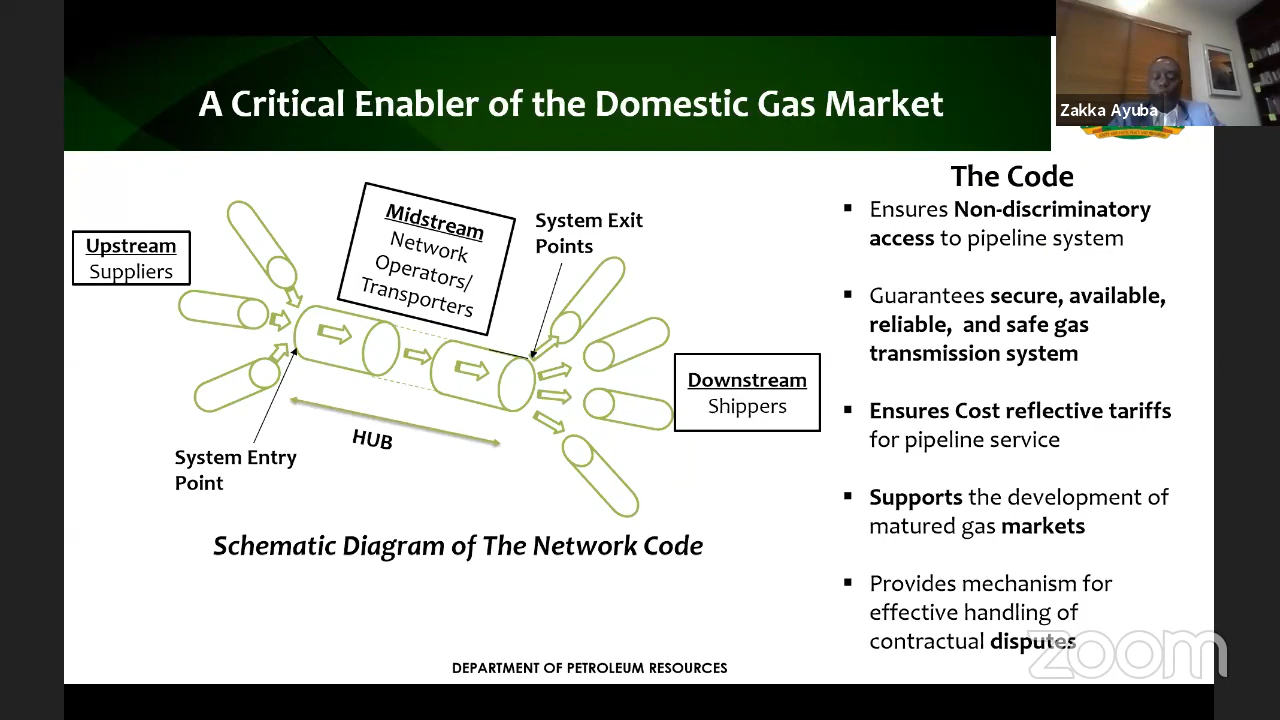 A Critical Enabler of the Domestic Gas Market
Zakka Ayuba
Upstream
Suppliers
Midstream
Network
Operators/
Transporters
System Exit
Points
Downstream
Shippers
HUB
System Entry
Point
Schematic Diagram of The Network Code
The Code
▪ Ensures Non-discriminatory
access to pipeline system
▪ Guarantees secure, available,
reliable, and safe gas
transmission system
▪ Ensures Cost reflective tariffs
for pipeline service
▪ Supports the development of
matured gas markets
▪ Provides mechanism for
effective handling of
contractual disputes
DEPARTMENT OF PETROLEUM RESOURCES
zoom